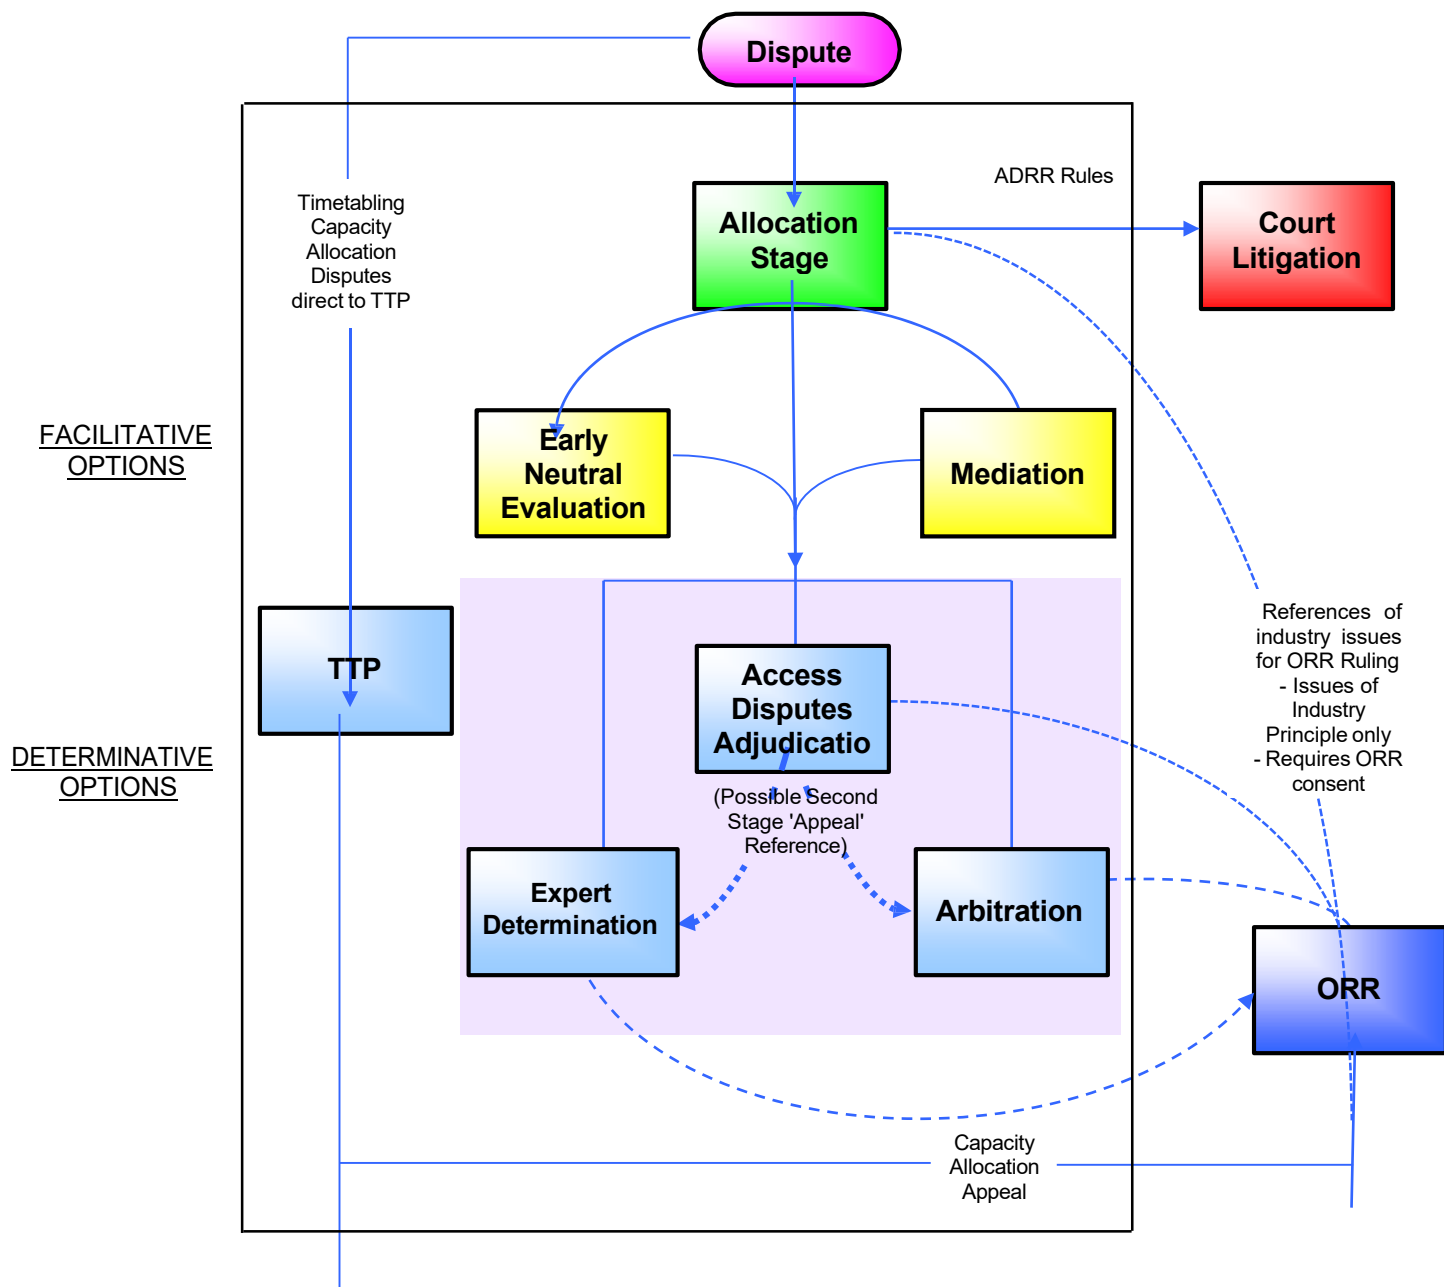 Dispute
ADRR Rules
Timetabling
Capacity
Allocation
Disputes
direct to TTP
Allocation
Stage
Court
Litigation
FACILITATIVE
OPTIONS
Early
Neutral
Evaluation
Mediation
References of
industry issues
for ORR Ruling
- Issues of
Industry
Principle only
- Requires ORR
consent
TTP
Access
Disputes
Adjudicatio
DETERMINATIVE
OPTIONS
(Possible Second
Stage 'Appeal'
Reference)
Expert
Determination
Arbitration
ORR
Capacity
Allocation
Appeal